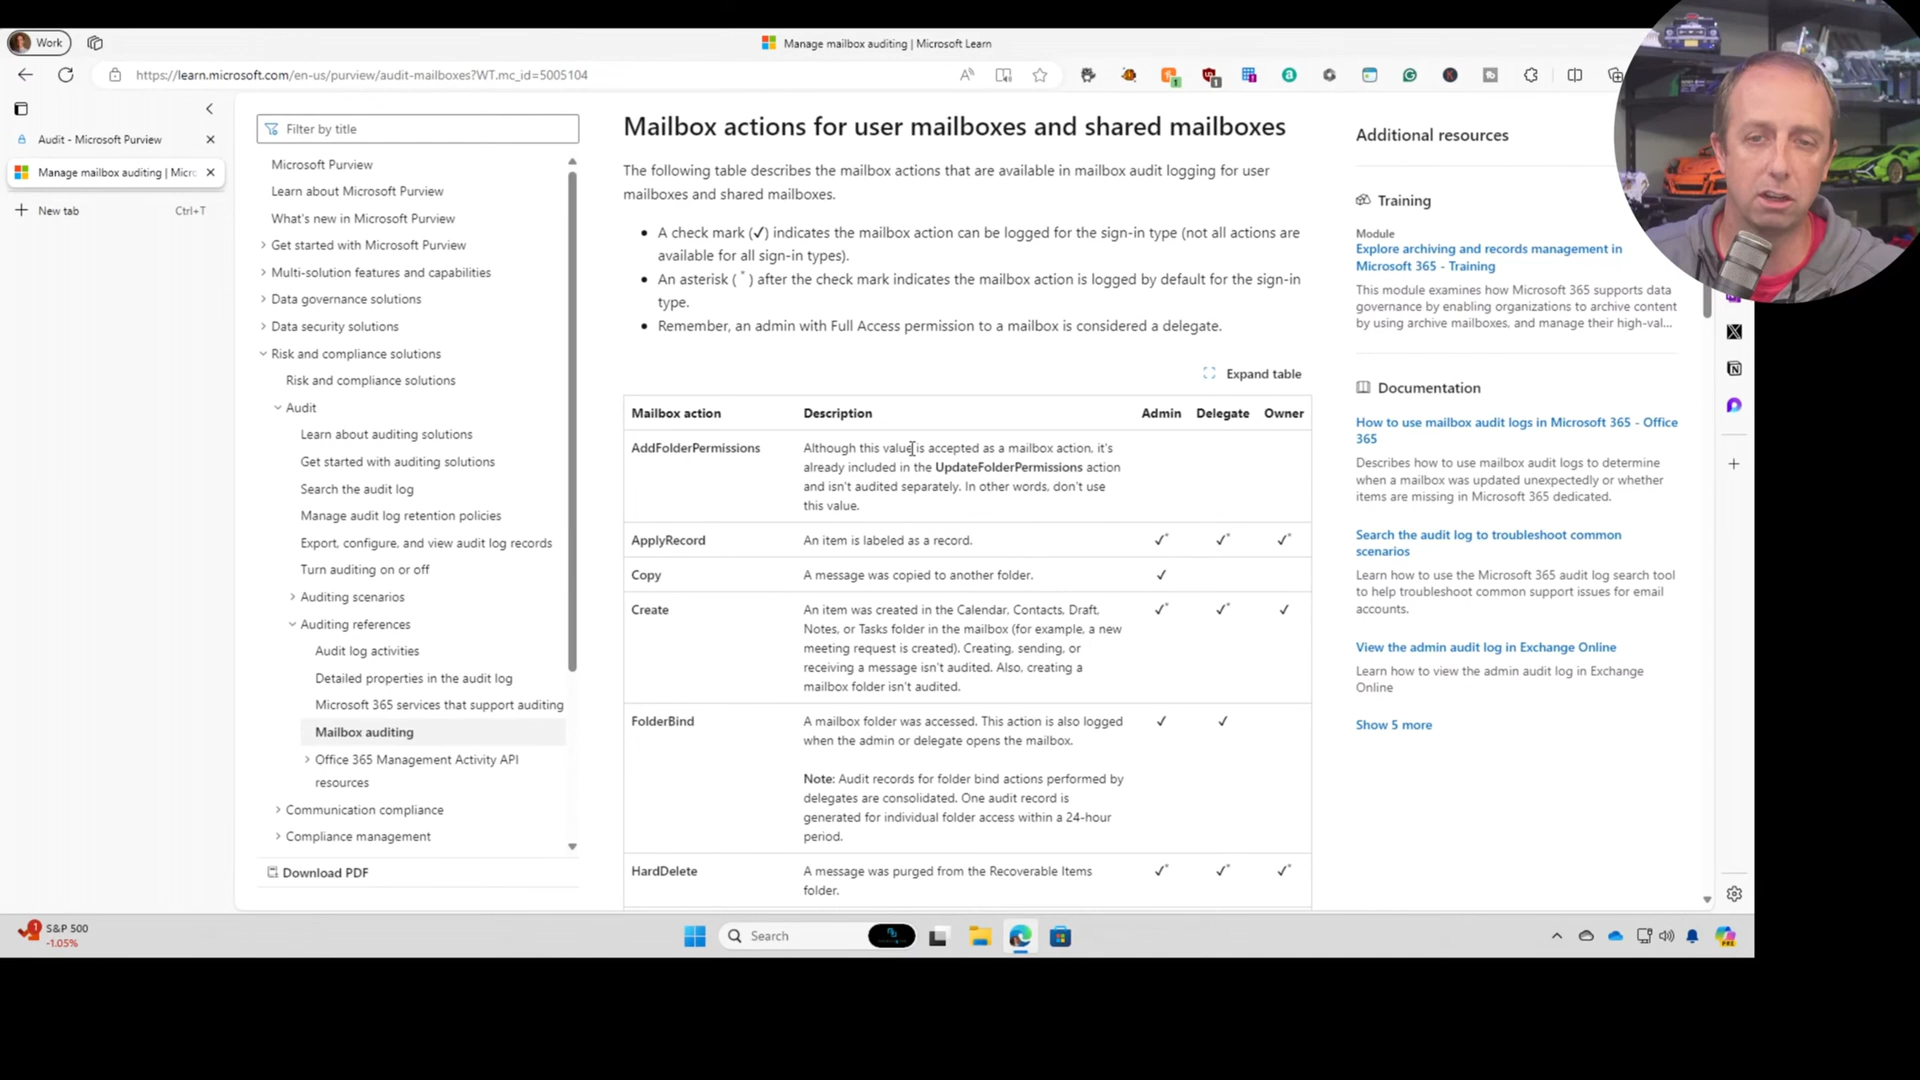 Work
Manage mailbox auditing | Microsoft Learn
https://learn.microsoft.com/en-us/purview/audit-mailboxes?WT.mc_id=5005104
Audit - Microsoft Purview
Manage mailbox auditing | Micro
New tab
Ctrl+T
Filter by title
Microsoft Purview
Learn about Microsoft Purview
What's new in Microsoft Purview
Get started with Microsoft Purview
Multi-solution features and capabilities
Data governance solutions
Data security solutions
Risk and compliance solutions
Risk and compliance solutions
Audit
Learn about auditing solutions
Get started with auditing solutions
Search the audit log
Manage audit log retention policies
Export, configure, and view audit log records
Turn auditing on or off
Auditing scenarios
Auditing references
Audit log activities
Detailed properties in the audit log
Microsoft 365 services that support auditing
Mailbox auditing
Office 365 Management Activity API
resources
Communication compliance
Compliance management
Download PDF
Mailbox actions for user mailboxes and shared mailboxes
The following table describes the mailbox actions that are available in mailbox audit logging for user
mailboxes and shared mailboxes.
• A check mark (✓) indicates the mailbox action can be logged for the sign-in type (not all actions are
available for all sign-in types).
• An asterisk ( * ) after the check mark indicates the mailbox action is logged by default for the sign-in
type.
• Remember, an admin with Full Access permission to a mailbox is considered a delegate.
Expand table
Mailbox action Description Admin Delegate Owner
AddFolderPermissions Although this value is accepted as a mailbox action, it's
already included in the UpdateFolderPermissions action
and isn't audited separately. In other words, don't use
this value.
ApplyRecord An item is labeled as a record. ✓* ✓* ✓*
Copy A message was copied to another folder. ✓
Create An item was created in the Calendar, Contacts, Draft, ✓* ✓* ✓
Notes, or Tasks folder in the mailbox (for example, a new
meeting request is created). Creating, sending, or
receiving a message isn't audited. Also, creating a
mailbox folder isn't audited.
FolderBind A mailbox folder was accessed. This action is also logged ✓ ✓
when the admin or delegate opens the mailbox.
Note: Audit records for folder bind actions performed by
delegates are consolidated. One audit record is
generated for individual folder access within a 24-hour
period.
HardDelete A message was purged from the Recoverable Items ✓* ✓* ✓*
folder.
Additional resources
Training
Module
Explore archiving and records management in
Microsoft 365 - Training
This module examines how Microsoft 365 supports data
governance by enabling organizations to archive content
by using archive mailboxes, and manage their high-val...
Documentation
How to use mailbox audit logs in Microsoft 365 - Office
365
Describes how to use mailbox audit logs to determine
when a mailbox was updated unexpectedly or whether
items are missing in Microsoft 365 dedicated.
Search the audit log to troubleshoot common
scenarios
Learn how to use the Microsoft 365 audit log search tool
to help troubleshoot common support issues for email
accounts.
View the admin audit log in Exchange Online
Learn how to view the admin audit log in Exchange
Online
Show 5 more
1
S&P 500
-1.05%
Search
PRE